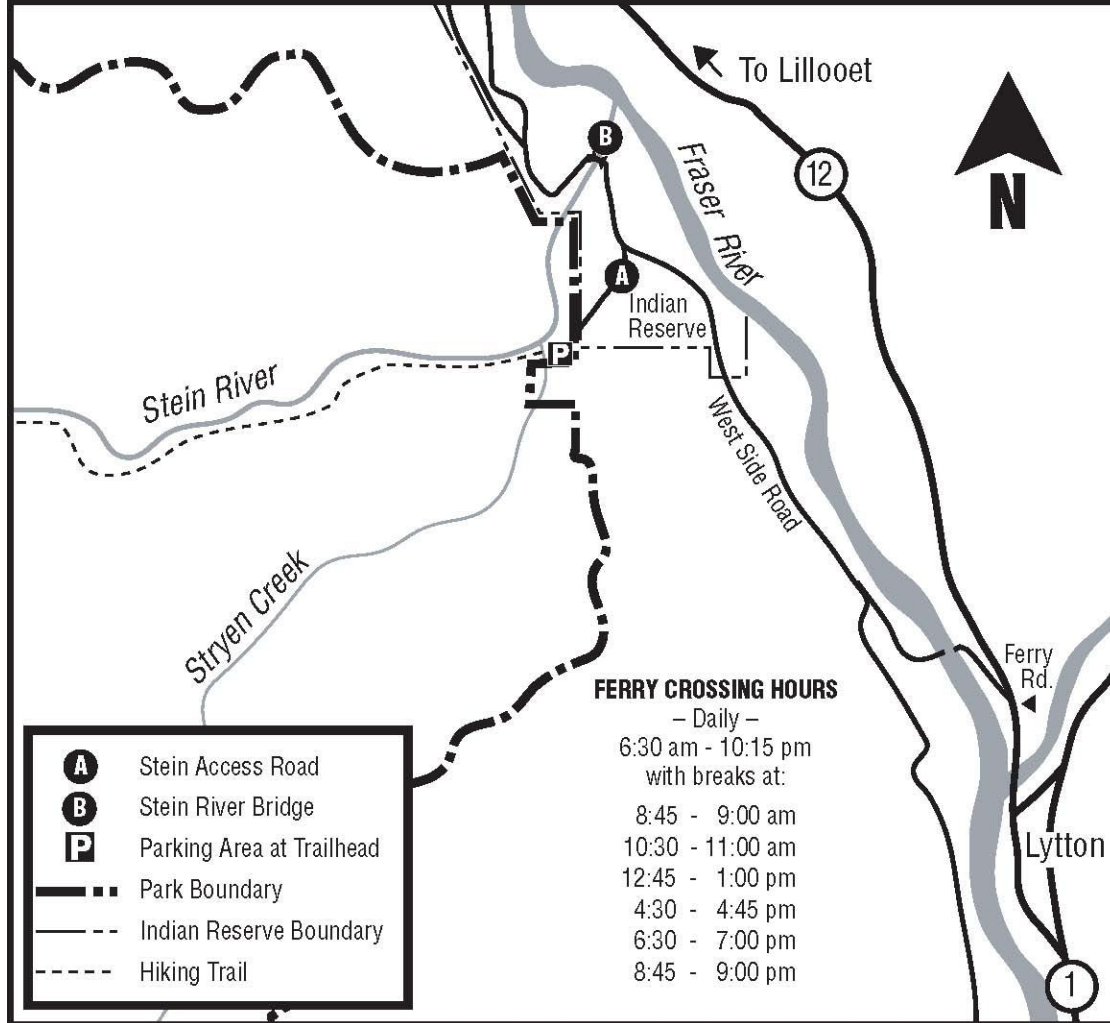 To Lillooet
12
N
B
Fraser River
A
Indian
Reserve
P
Stein River
West Side Road
Stryen Creek
Ferry
Rd.
Lytton
1
FERRY CROSSING HOURS
– Daily –
6:30 am - 10:15 pm
with breaks at:
8:45 - 9:00 am
10:30 - 11:00 am
12:45 - 1:00 pm
4:30 - 4:45 pm
6:30 - 7:00 pm
8:45 - 9:00 pm
A Stein Access Road
B Stein River Bridge
P Parking Area at Trailhead
Park Boundary
Indian Reserve Boundary
Hiking Trail